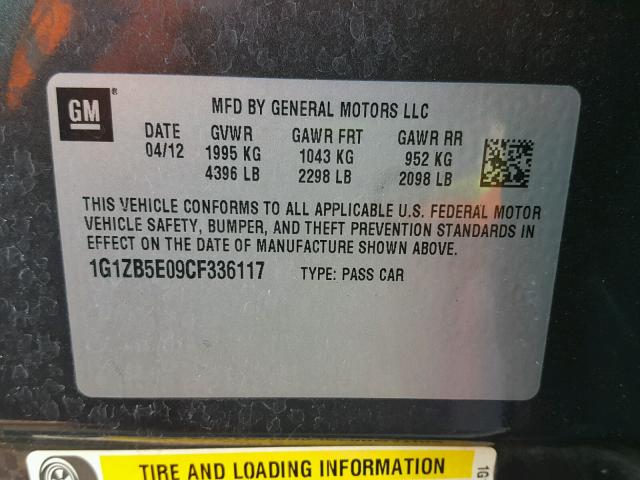 GM®
MFD BY GENERAL MOTORS LLC
DATE GVWR GAWR FRT GAWR RR
04/12 1995 KG 1043 KG 952 KG
4396 LB 2298 LB 2098 LB
THIS VEHICLE CONFORMS TO ALL APPLICABLE U.S. FEDERAL MOTOR
VEHICLE SAFETY, BUMPER, AND THEFT PREVENTION STANDARDS
IN EFFECT ON THE DATE OF MANUFACTURE SHOWN ABOVE.
1G1ZB5E09CF336117 TYPE: PASS CAR
TIRE AND LOADING INFORMATION
1G